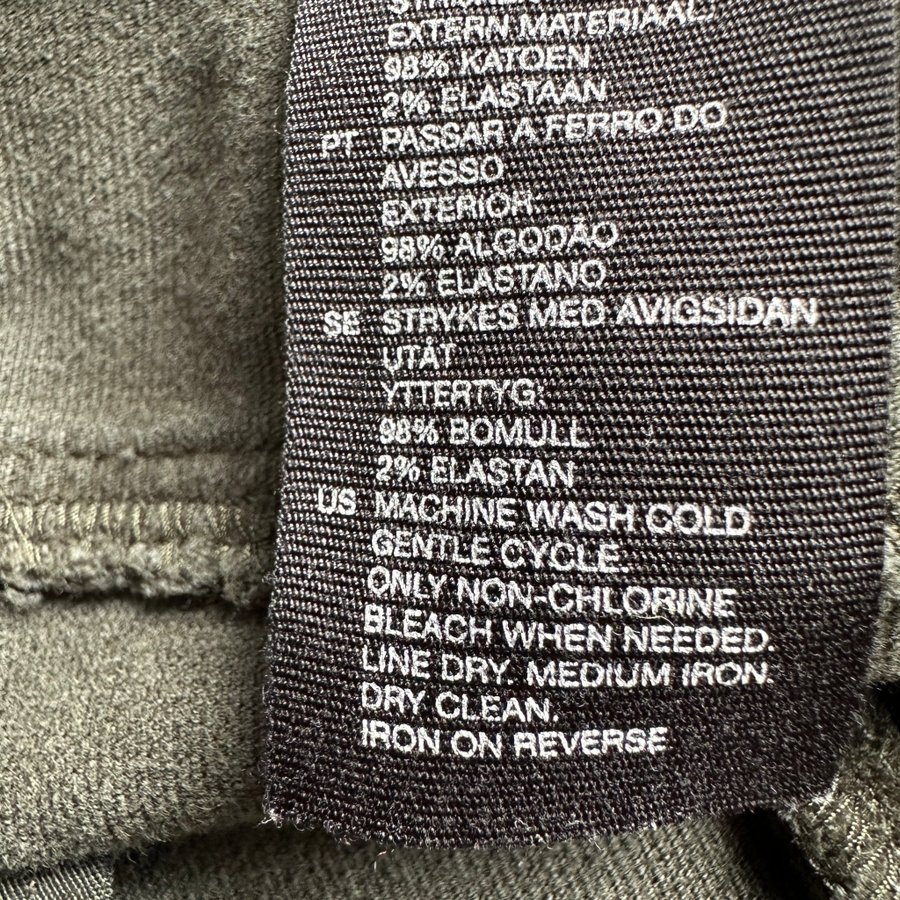 EXTERN MATERIAAL:
98% KATOEN
2% ELASTAAN
PT PASSAR A FERRO DO
AVESSO
EXTERIOR
98% ALGODÃO
2% ELASTANO
SE STRYKES MED AVIGSIDAN
UTÅT
YTTERTYG:
98% BOMULL
2% ELASTAN
US MACHINE WASH COLD
GENTLE CYCLE
ONLY NON-CHLORINE
BLEACH WHEN NEEDED.
LINE DRY. MEDIUM IRON.
DRY CLEAN.
IRON ON REVERSE